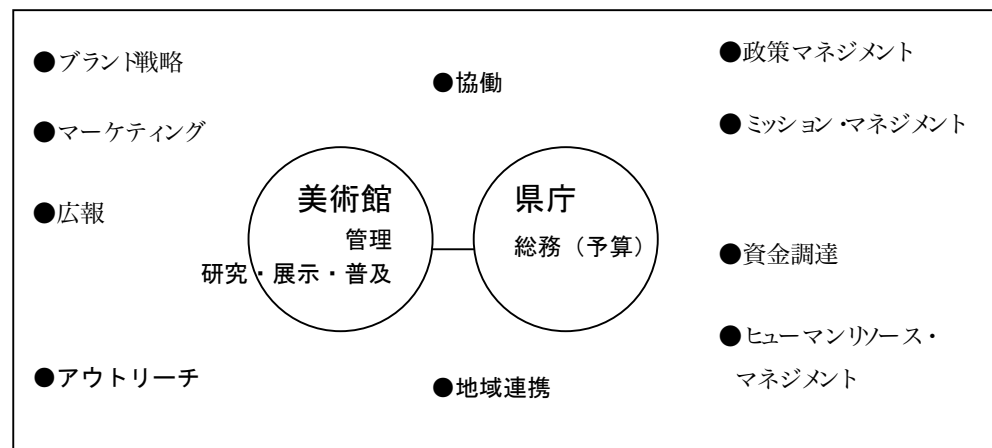 ●ブランド戦略
●マーケティング
●広報
●アウトリーチ
●協働
美術館
管理
研究・展示・普及
県庁
総務（予算）
●地域連携
●政策マネジメント
●ミッション・マネジメント
●資金調達
●ヒューマンリソース・
マネジメント